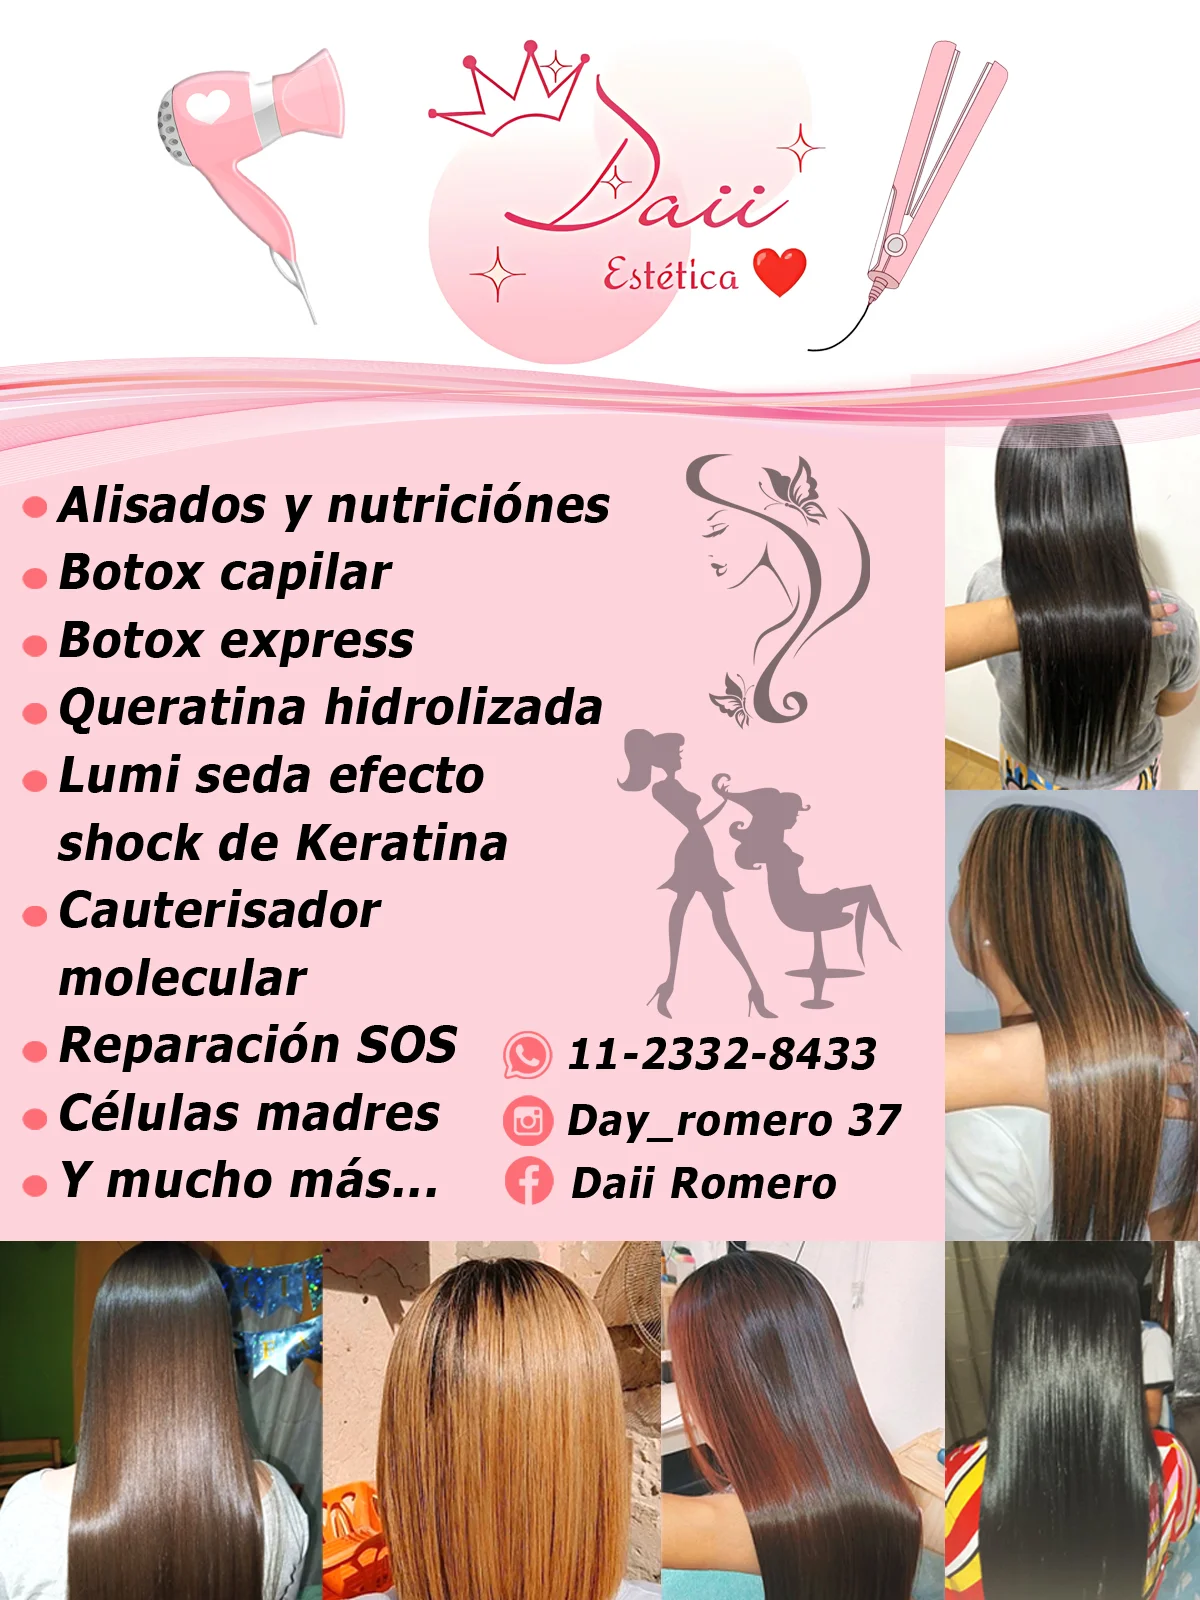 Daii
Estética
Alisados y nutriciónes
Botox capilar
Botox express
Queratina hidrolizada
Lumi seda efecto
shock de Keratina
Cauterisador
molecular
Reparación SOS
Células madres
Y mucho más...
11-2332-8433
Day_romero 37
Daii Romero